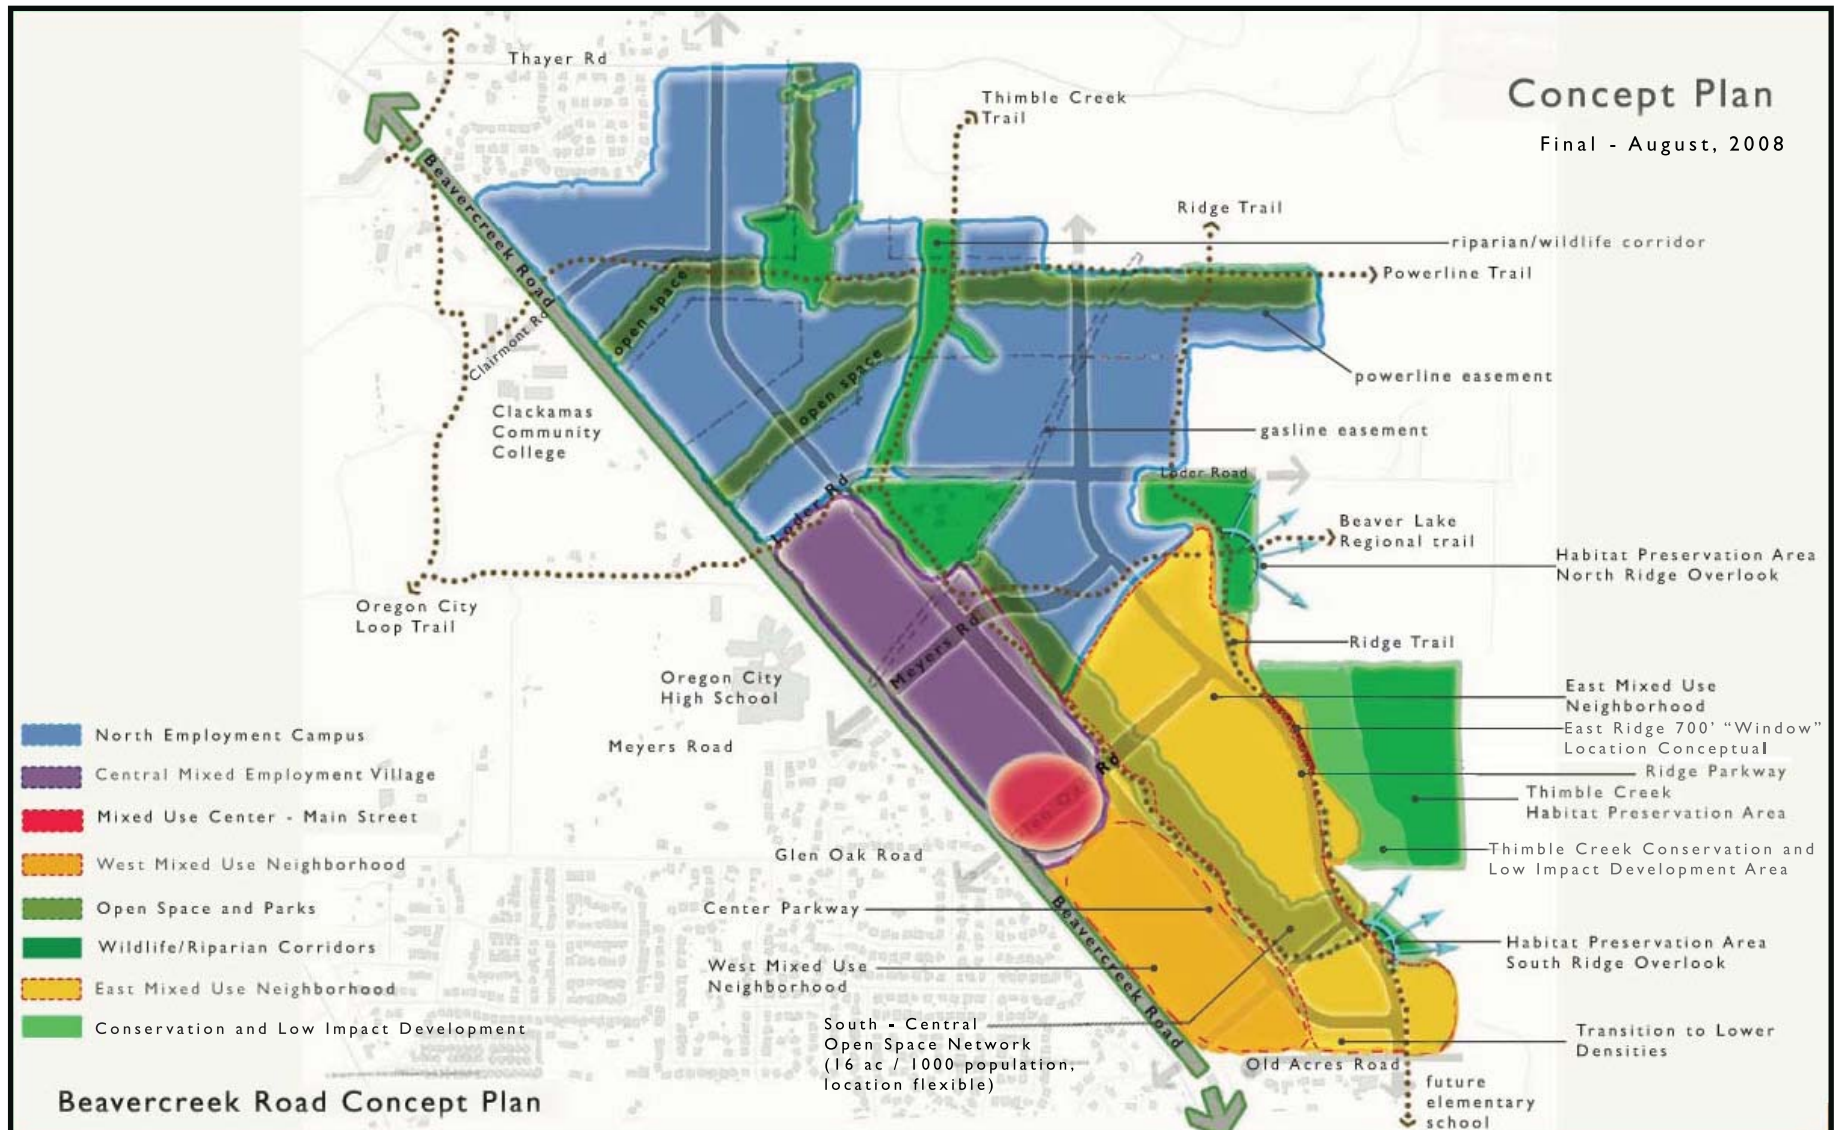 Concept Plan
Final - August, 2008
Thayer Rd
Thimble Creek
Trail
Ridge Trail
riparian/wildlife corridor
Powerline Trail
Beavercreek Road
open space
Clairmont Rd
open space
powerline easement
Clackamas
Community
College
gasline easement
Loder Road
Loder Rd
Beaver Lake
Regional trail
Habitat Preservation Area
North Ridge Overlook
Oregon City
Loop Trail
Meyers Rd
Ridge Trail
Oregon City
High School
East Mixed Use
Neighborhood
East Ridge 700' “Window”
Location Conceptual
Meyers Road
Ridge Parkway
Thimble Creek
Habitat Preservation Area
Rd
Glen Oak Road
Thimble Creek Conservation and
Low Impact Development Area
Center Parkway
Beavercreek Road
West Mixed Use
Neighborhood
Habitat Preservation Area
South Ridge Overlook
South - Central
Open Space Network
(16 ac / 1000 population,
location flexible)
Transition to Lower
Densities
Old Acres Road
future
elementary
school
North Employment Campus
Central Mixed Employment Village
Mixed Use Center - Main Street
West Mixed Use Neighborhood
Open Space and Parks
Wildlife/Riparian Corridors
East Mixed Use Neighborhood
Conservation and Low Impact Development
Beavercreek Road Concept Plan